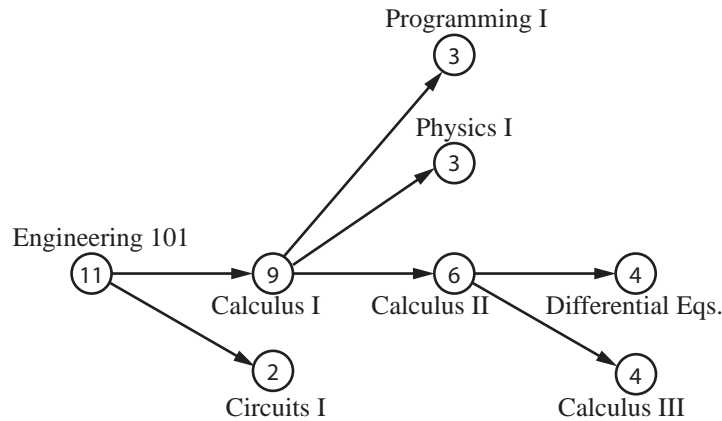 Programming I
3
Physics I
3
Engineering 101
11
9
6
4
Calculus I
Calculus II
Differential Eqs.
2
4
Circuits I
Calculus III